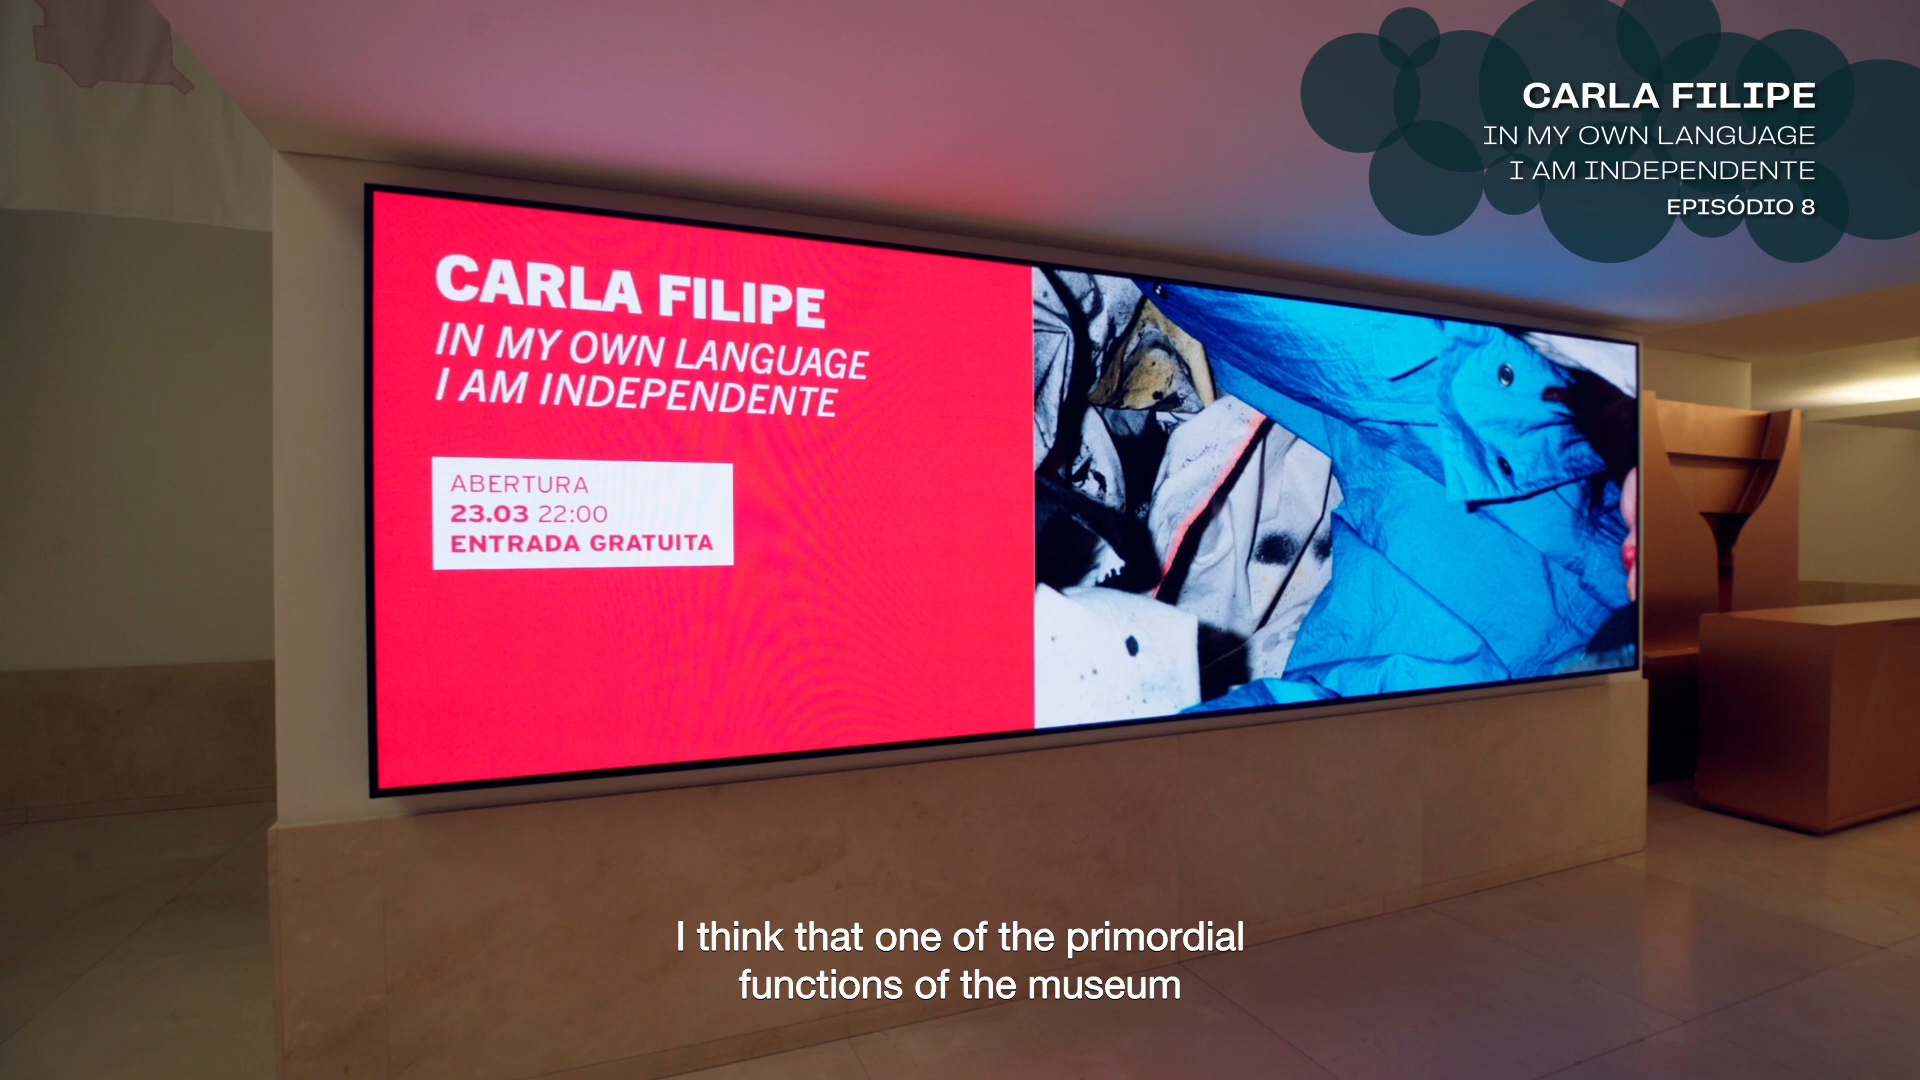 CARLA FILIPE
IN MY OWN LANGUAGE
I AM INDEPENDENTE
EPISÓDIO 8
CARLA FILIPE
IN MY OWN LANGUAGE
I AM INDEPENDENTE
ABERTURA
23.03 22:00
ENTRADA GRATUITA
I think that one of the primordial
functions of the museum